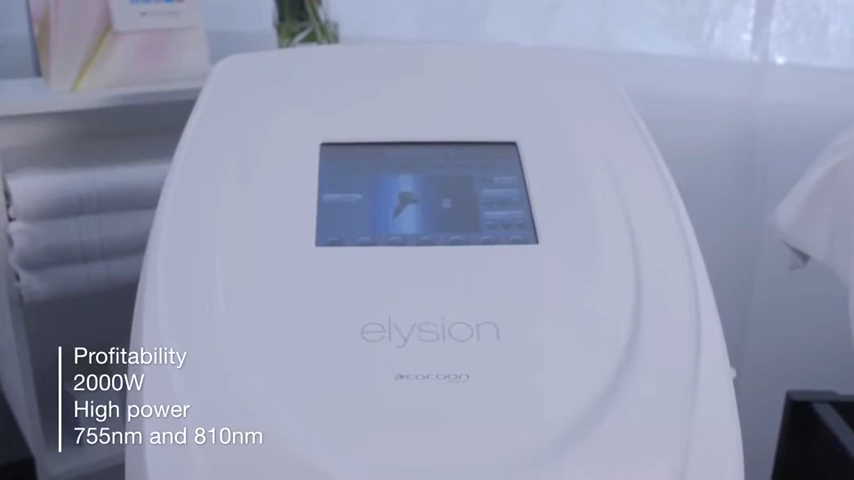 elysion
cocoon
Profitability
2000W
High power
755nm and 810nm